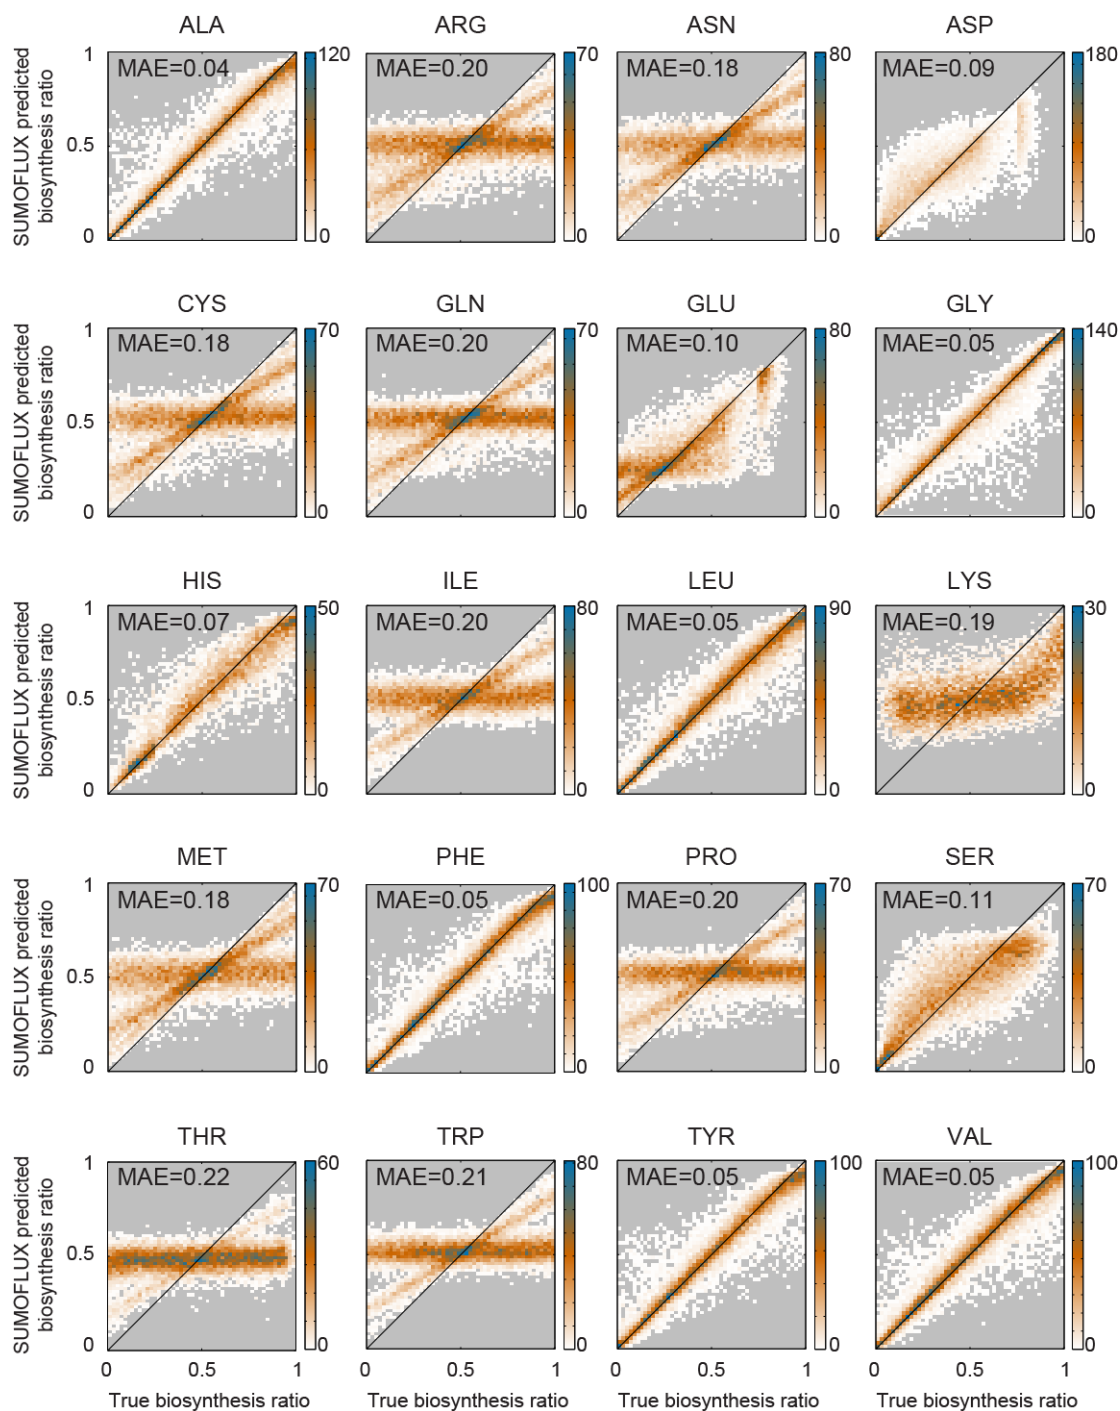 ALA ARG ASN ASP
SUMOFLUX predicted
biosynthesis ratio
1 MAE=0.04 120 MAE=0.20 70 MAE=0.18 80 MAE=0.09 180
0.5
0 0 0 0 0
CYS GLN GLU GLY
SUMOFLUX predicted
biosynthesis ratio
1 MAE=0.18 70 MAE=0.20 70 MAE=0.10 80 MAE=0.05 140
0.5
0 0 0 0 0
HIS ILE LEU LYS
SUMOFLUX predicted
biosynthesis ratio
1 MAE=0.07 50 MAE=0.20 80 MAE=0.05 90 MAE=0.19 30
0.5
0 0 0 0 0
MET PHE PRO SER
SUMOFLUX predicted
biosynthesis ratio
1 MAE=0.18 70 MAE=0.05 100 MAE=0.20 70 MAE=0.11 70
0.5
0 0 0 0 0
THR TRP TYR VAL
SUMOFLUX predicted
biosynthesis ratio
1 MAE=0.22 60 MAE=0.21 80 MAE=0.05 100 MAE=0.05 100
0.5
0 0 0 0 0
0 0.5 1 0 0.5 1 0 0.5 1 0 0.5 1
True biosynthesis ratio True biosynthesis ratio True biosynthesis ratio True biosynthesis ratio